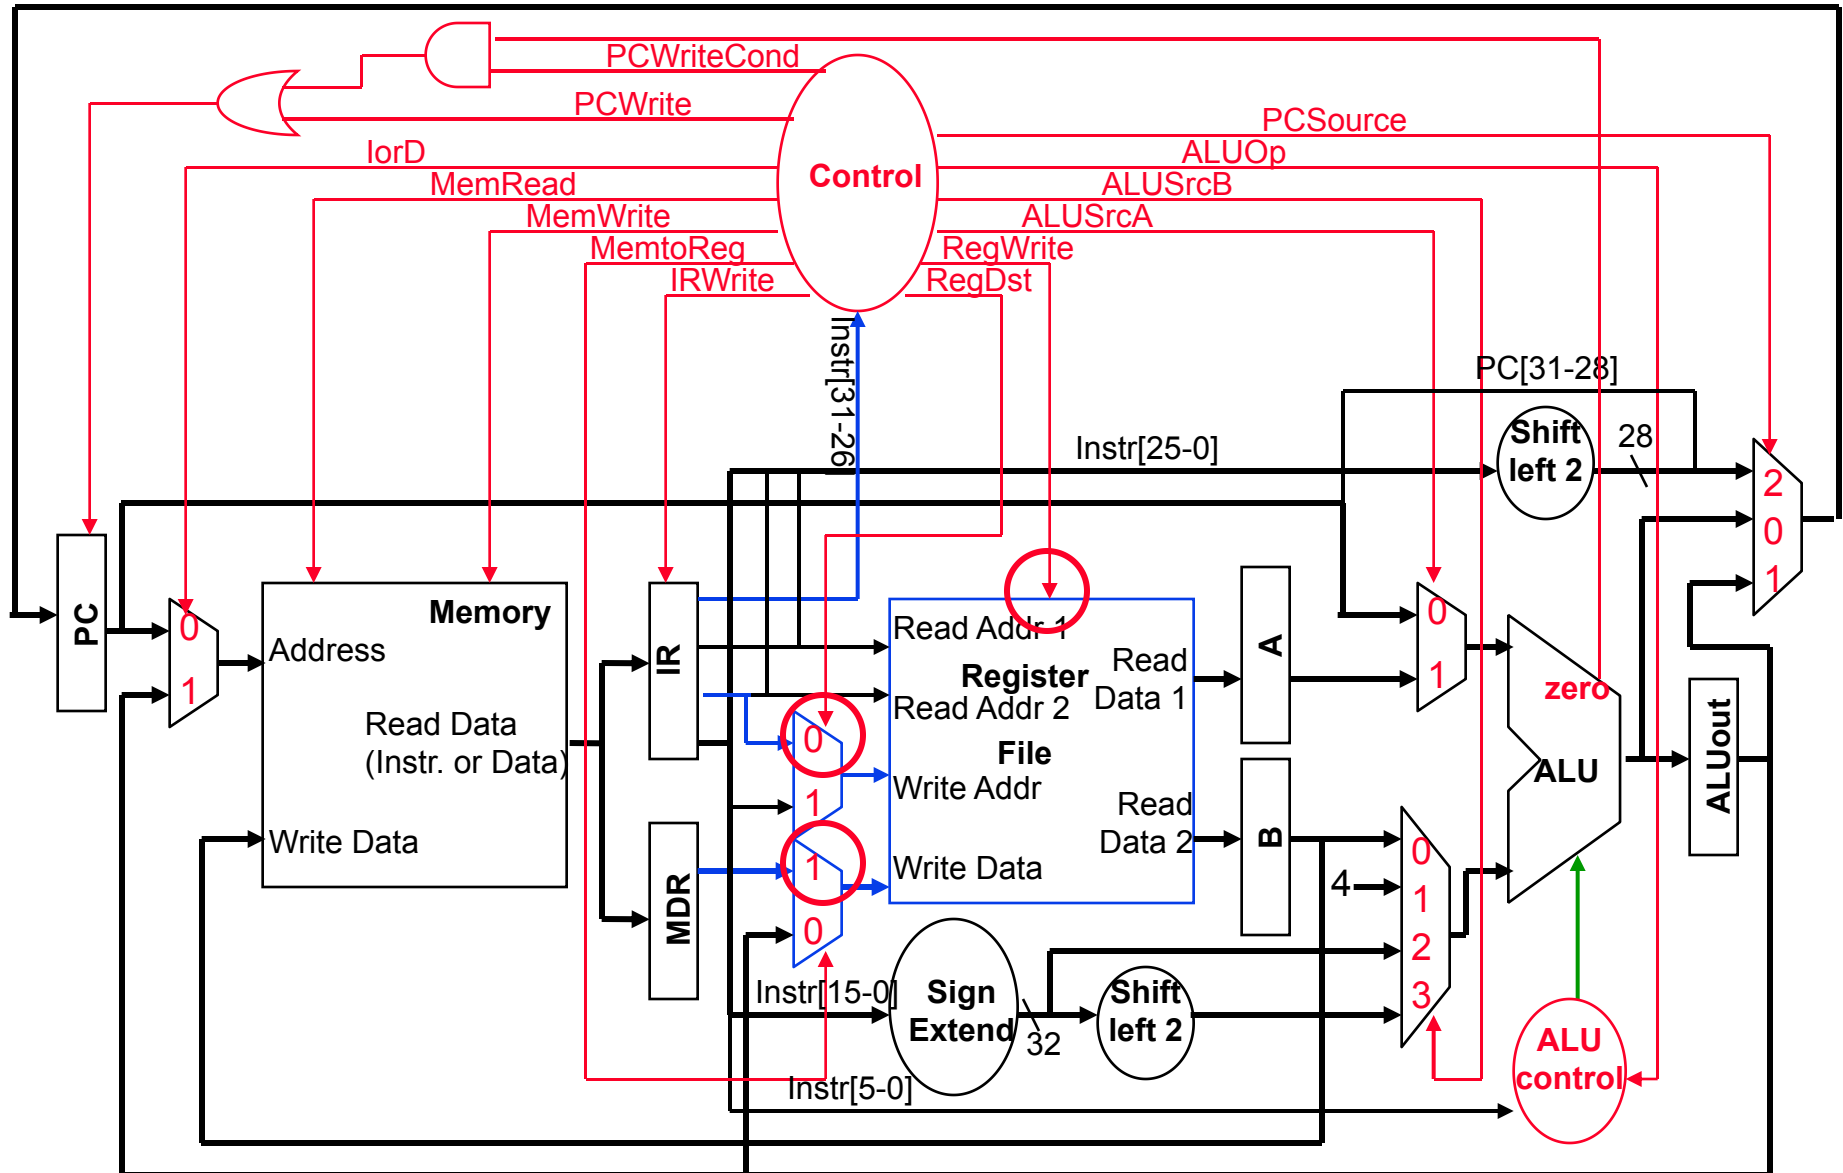 PCWriteCond
PCWrite
PCSource
IorD
ALUOp
Control
MemRead
ALUSrcB
MemWrite
ALUSrcA
MemtoReg
RegWrite
IRWrite
RegDst
Instr[31-26]
PC[31-28]
Instr[25-0]
Shift
left 2
28
2
0
1
PC
0
1
Memory
Address
Read Data
(Instr. or Data)
Write Data
IR
MDR
0
1
1
0
Read Addr 1
Register
Read Addr 2
File
Write Addr
Write Data
Read
Data 1
Read
Data 2
A
B
0
1
4
0
1
2
3
zero
ALU
ALUout
Instr[15-0]
Sign
Extend
32
Shift
left 2
ALU
control
Instr[5-0]